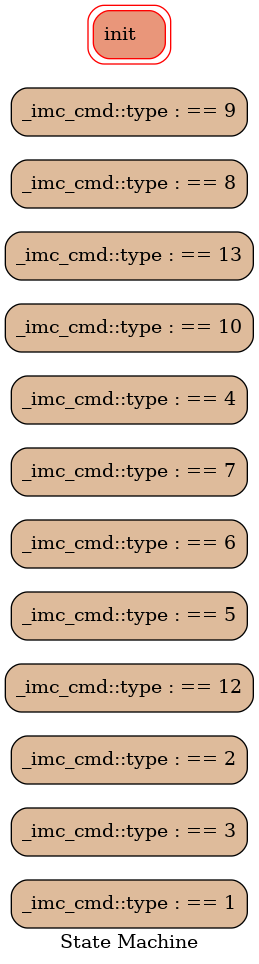 init
_imc_cmd::type : == 9
_imc_cmd::type : == 8
_imc_cmd::type : == 13
_imc_cmd::type : == 10
_imc_cmd::type : == 4
_imc_cmd::type : == 7
_imc_cmd::type : == 6
_imc_cmd::type : == 5
_imc_cmd::type : == 12
_imc_cmd::type : == 2
_imc_cmd::type : == 3
_imc_cmd::type : == 1
State Machine